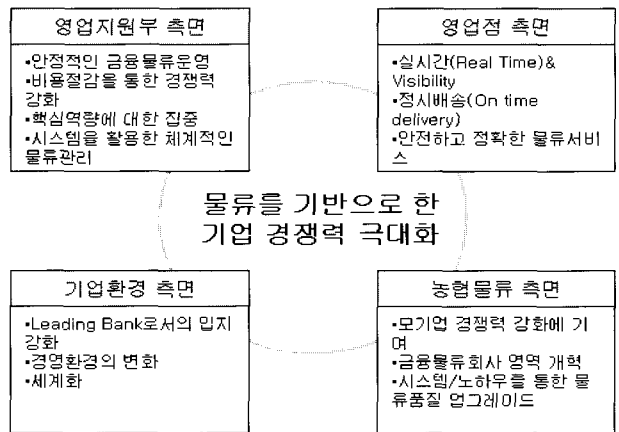 영업지원부 측면
▪안정적인 금융물류운영
▪비용절감을 통한 경쟁력
강화
▪핵심역량에 대한 집중
▪시스템을 활용한 체계적인
물류관리
영업점 측면
▪실시간(Real Time)&
Visibility
▪정시배송(On time
delivery)
▪안전하고 정확한 물류서비
스
물류를 기반으로 한
기업 경쟁력 극대화
기업환경 측면
▪Leading Bank로서의 입지
강화
▪경영환경의 변화
▪세계화
농협물류 측면
▪모기업 경쟁력 강화에 기
여
▪금융물류회사 영역 개혁
▪시스템/노하우를 통한 물
류품질 업그레이드